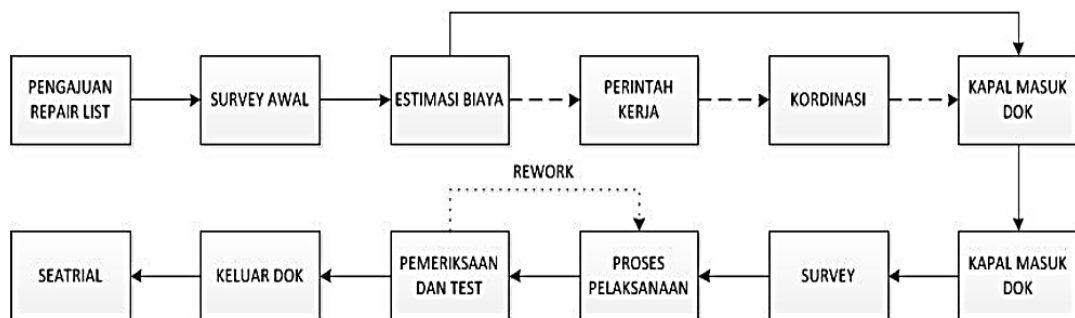 PENGAJUAN
REPAIR LIST
SURVEY AWAL
ESTIMASI BIAYA
PERINTAH
KERJA
KORDINASI
KAPAL MASUK
DOK
REWORK
SEATRIAL
KELUAR DOK
PEMERIKSAAN
DAN TEST
PROSES
PELAKSANAAN
SURVEY
KAPAL MASUK
DOK